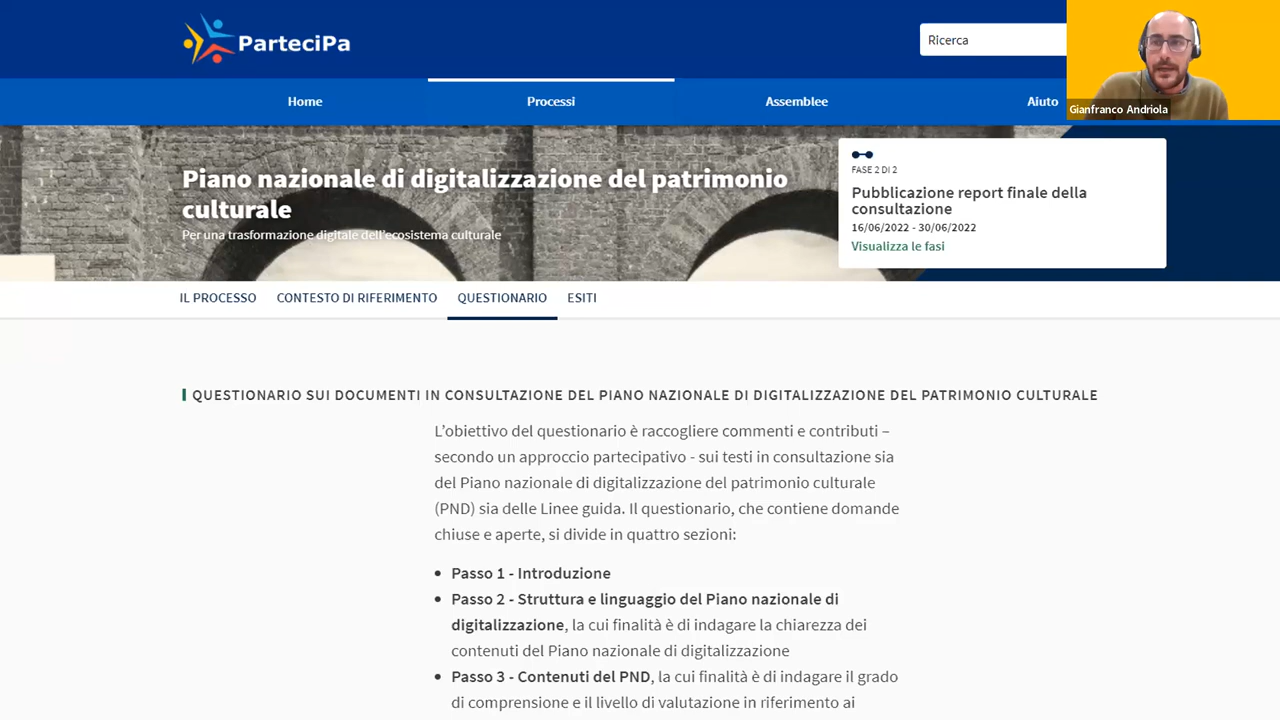 ParteciPa
Ricerca
Gianfranco Andriola
Home
Processi
Assemblee
Aiuto
Piano nazionale di digitalizzazione del patrimonio
culturale
Per una trasformazione digitale dell'ecosistema culturale
FASE 2 DI 2
Pubblicazione report finale della
consultazione
16/06/2022 - 30/06/2022
Visualizza le fasi
IL PROCESSO
CONTESTO DI RIFERIMENTO
QUESTIONARIO
ESITI
QUESTIONARIO SUI DOCUMENTI IN CONSULTAZIONE DEL PIANO NAZIONALE DI DIGITALIZZAZIONE DEL PATRIMONIO CULTURALE
L’obiettivo del questionario è raccogliere commenti e contributi –
secondo un approccio partecipativo - sui testi in consultazione sia
del Piano nazionale di digitalizzazione del patrimonio culturale
(PND) sia delle Linee guida. Il questionario, che contiene domande
chiuse e aperte, si divide in quattro sezioni:
• Passo 1 - Introduzione
• Passo 2 - Struttura e linguaggio del Piano nazionale di
digitalizzazione, la cui finalità è di indagare la chiarezza dei
contenuti del Piano nazionale di digitalizzazione
• Passo 3 - Contenuti del PND, la cui finalità è di indagare il grado
di comprensione e il livello di valutazione in riferimento ai